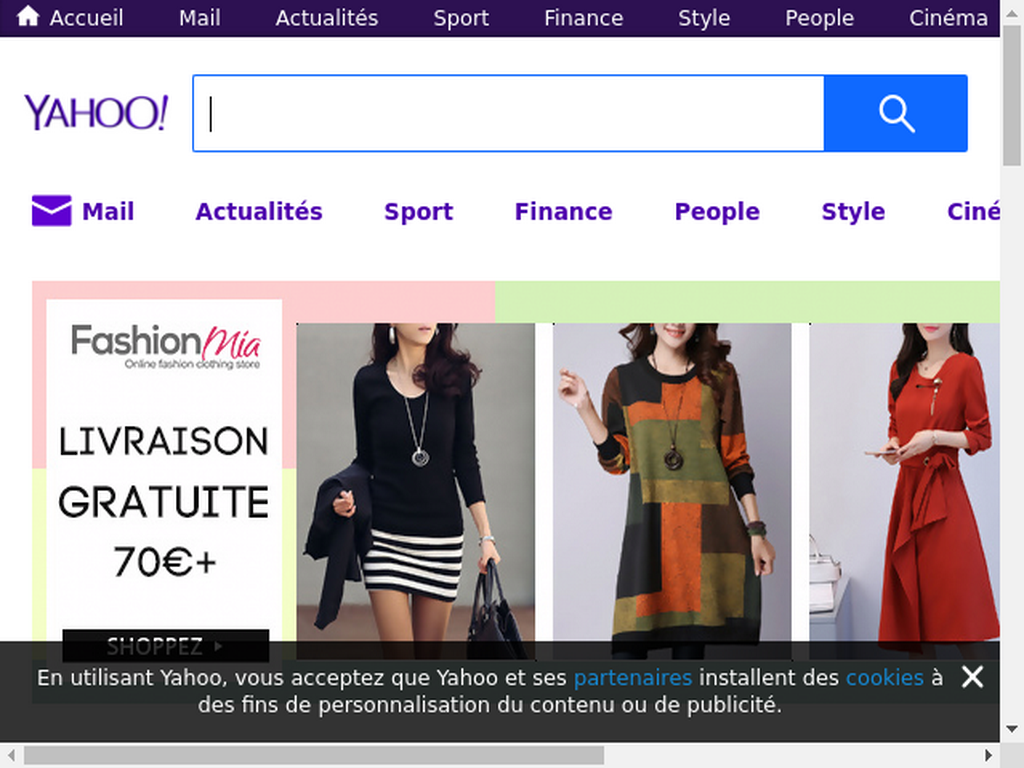 Accueil Mail Actualités Sport Finance Style People Cinéma
YAHOO!
Mail Actualités Sport Finance People Style Ciné
FashionMia
Online fashion clothing store
LIVRAISON
GRATUITE
70€+
SHOPPEZ
En utilisant Yahoo, vous acceptez que Yahoo et ses partenaires installent des cookies à
des fins de personnalisation du contenu ou de publicité.